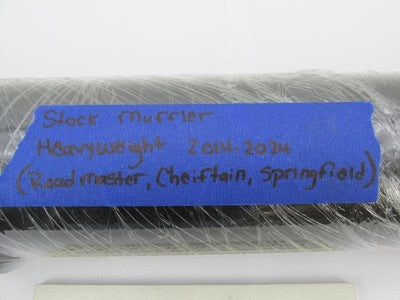 Stock Muffler
Heavyweight 2014-2024
(Roadmaster, Cheiftain, Springfield)